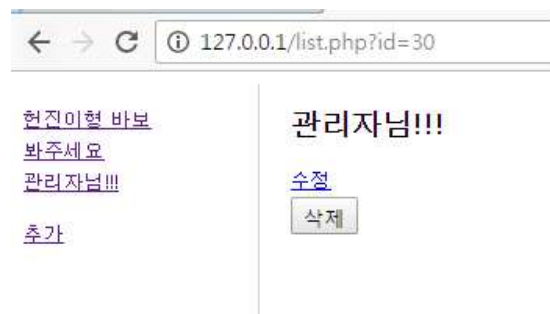 127.0.0.1/list.php?id=30
헌진이형 바보
봐주세요
관리자님!!!
추가
관리자님!!!
수정
삭제